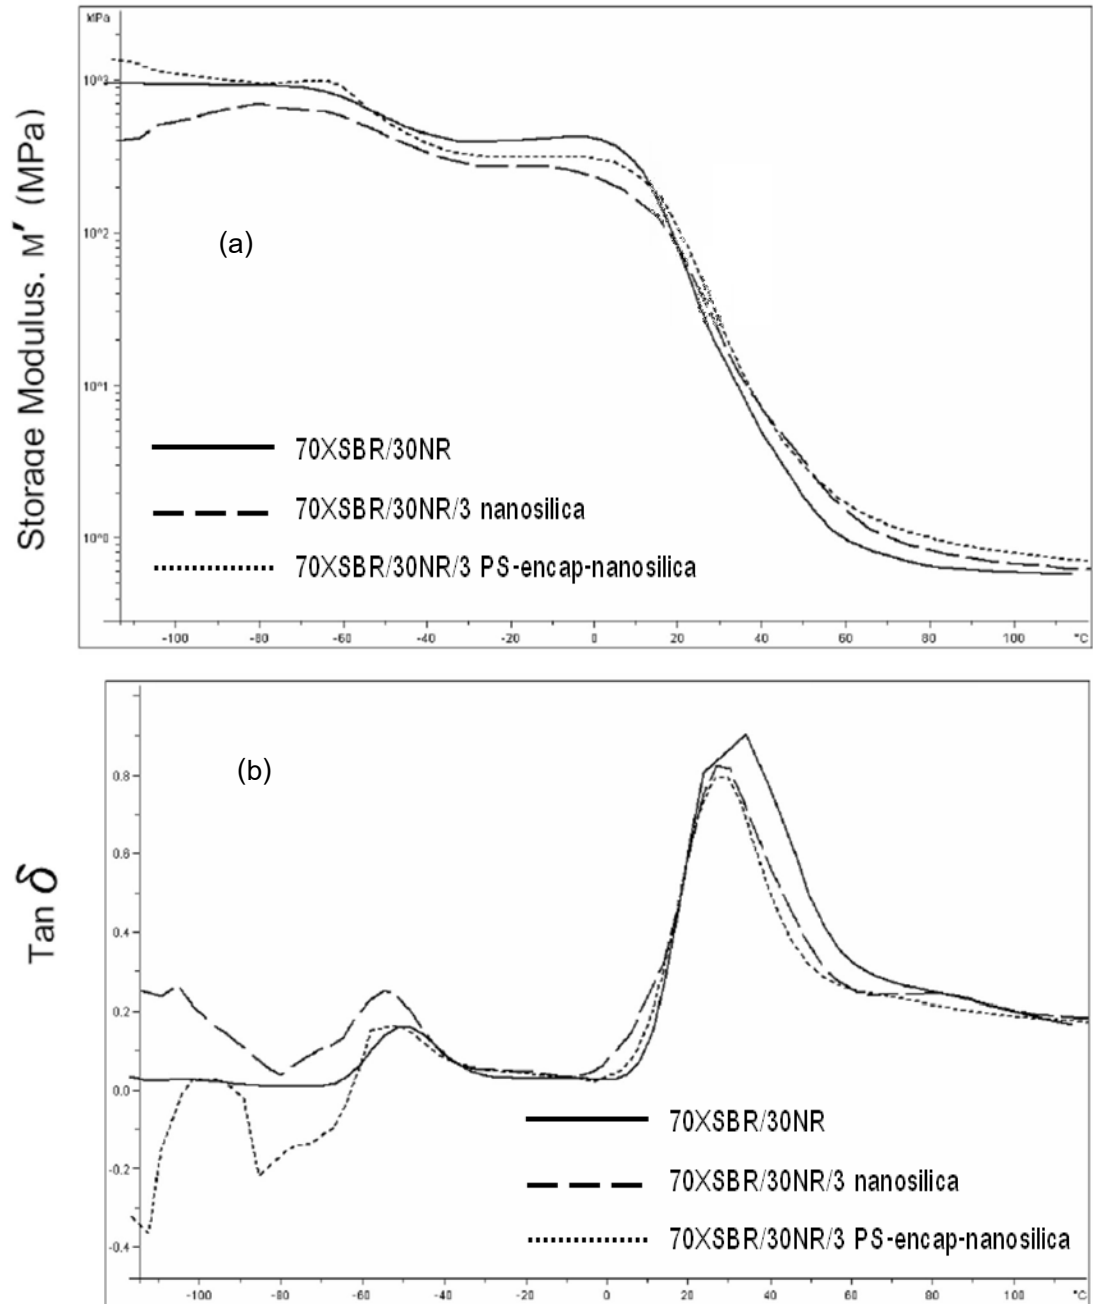 MPa
Storage Modulus, M′ (MPa)
10^3
10^2
10^1
10^0
(a)
70XSBR/30NR
70XSBR/30NR/3 nanosilica
70XSBR/30NR/3 PS-encap-nanosilica
-100 -80 -60 -40 -20 0 20 40 60 80 100 °C
Tan δ
(b)
0.8
0.6
0.4
0.2
0.0
-0.2
-0.4
70XSBR/30NR
70XSBR/30NR/3 nanosilica
70XSBR/30NR/3 PS-encap-nanosilica
-100 -80 -60 -40 -20 0 20 40 60 80 100 °C